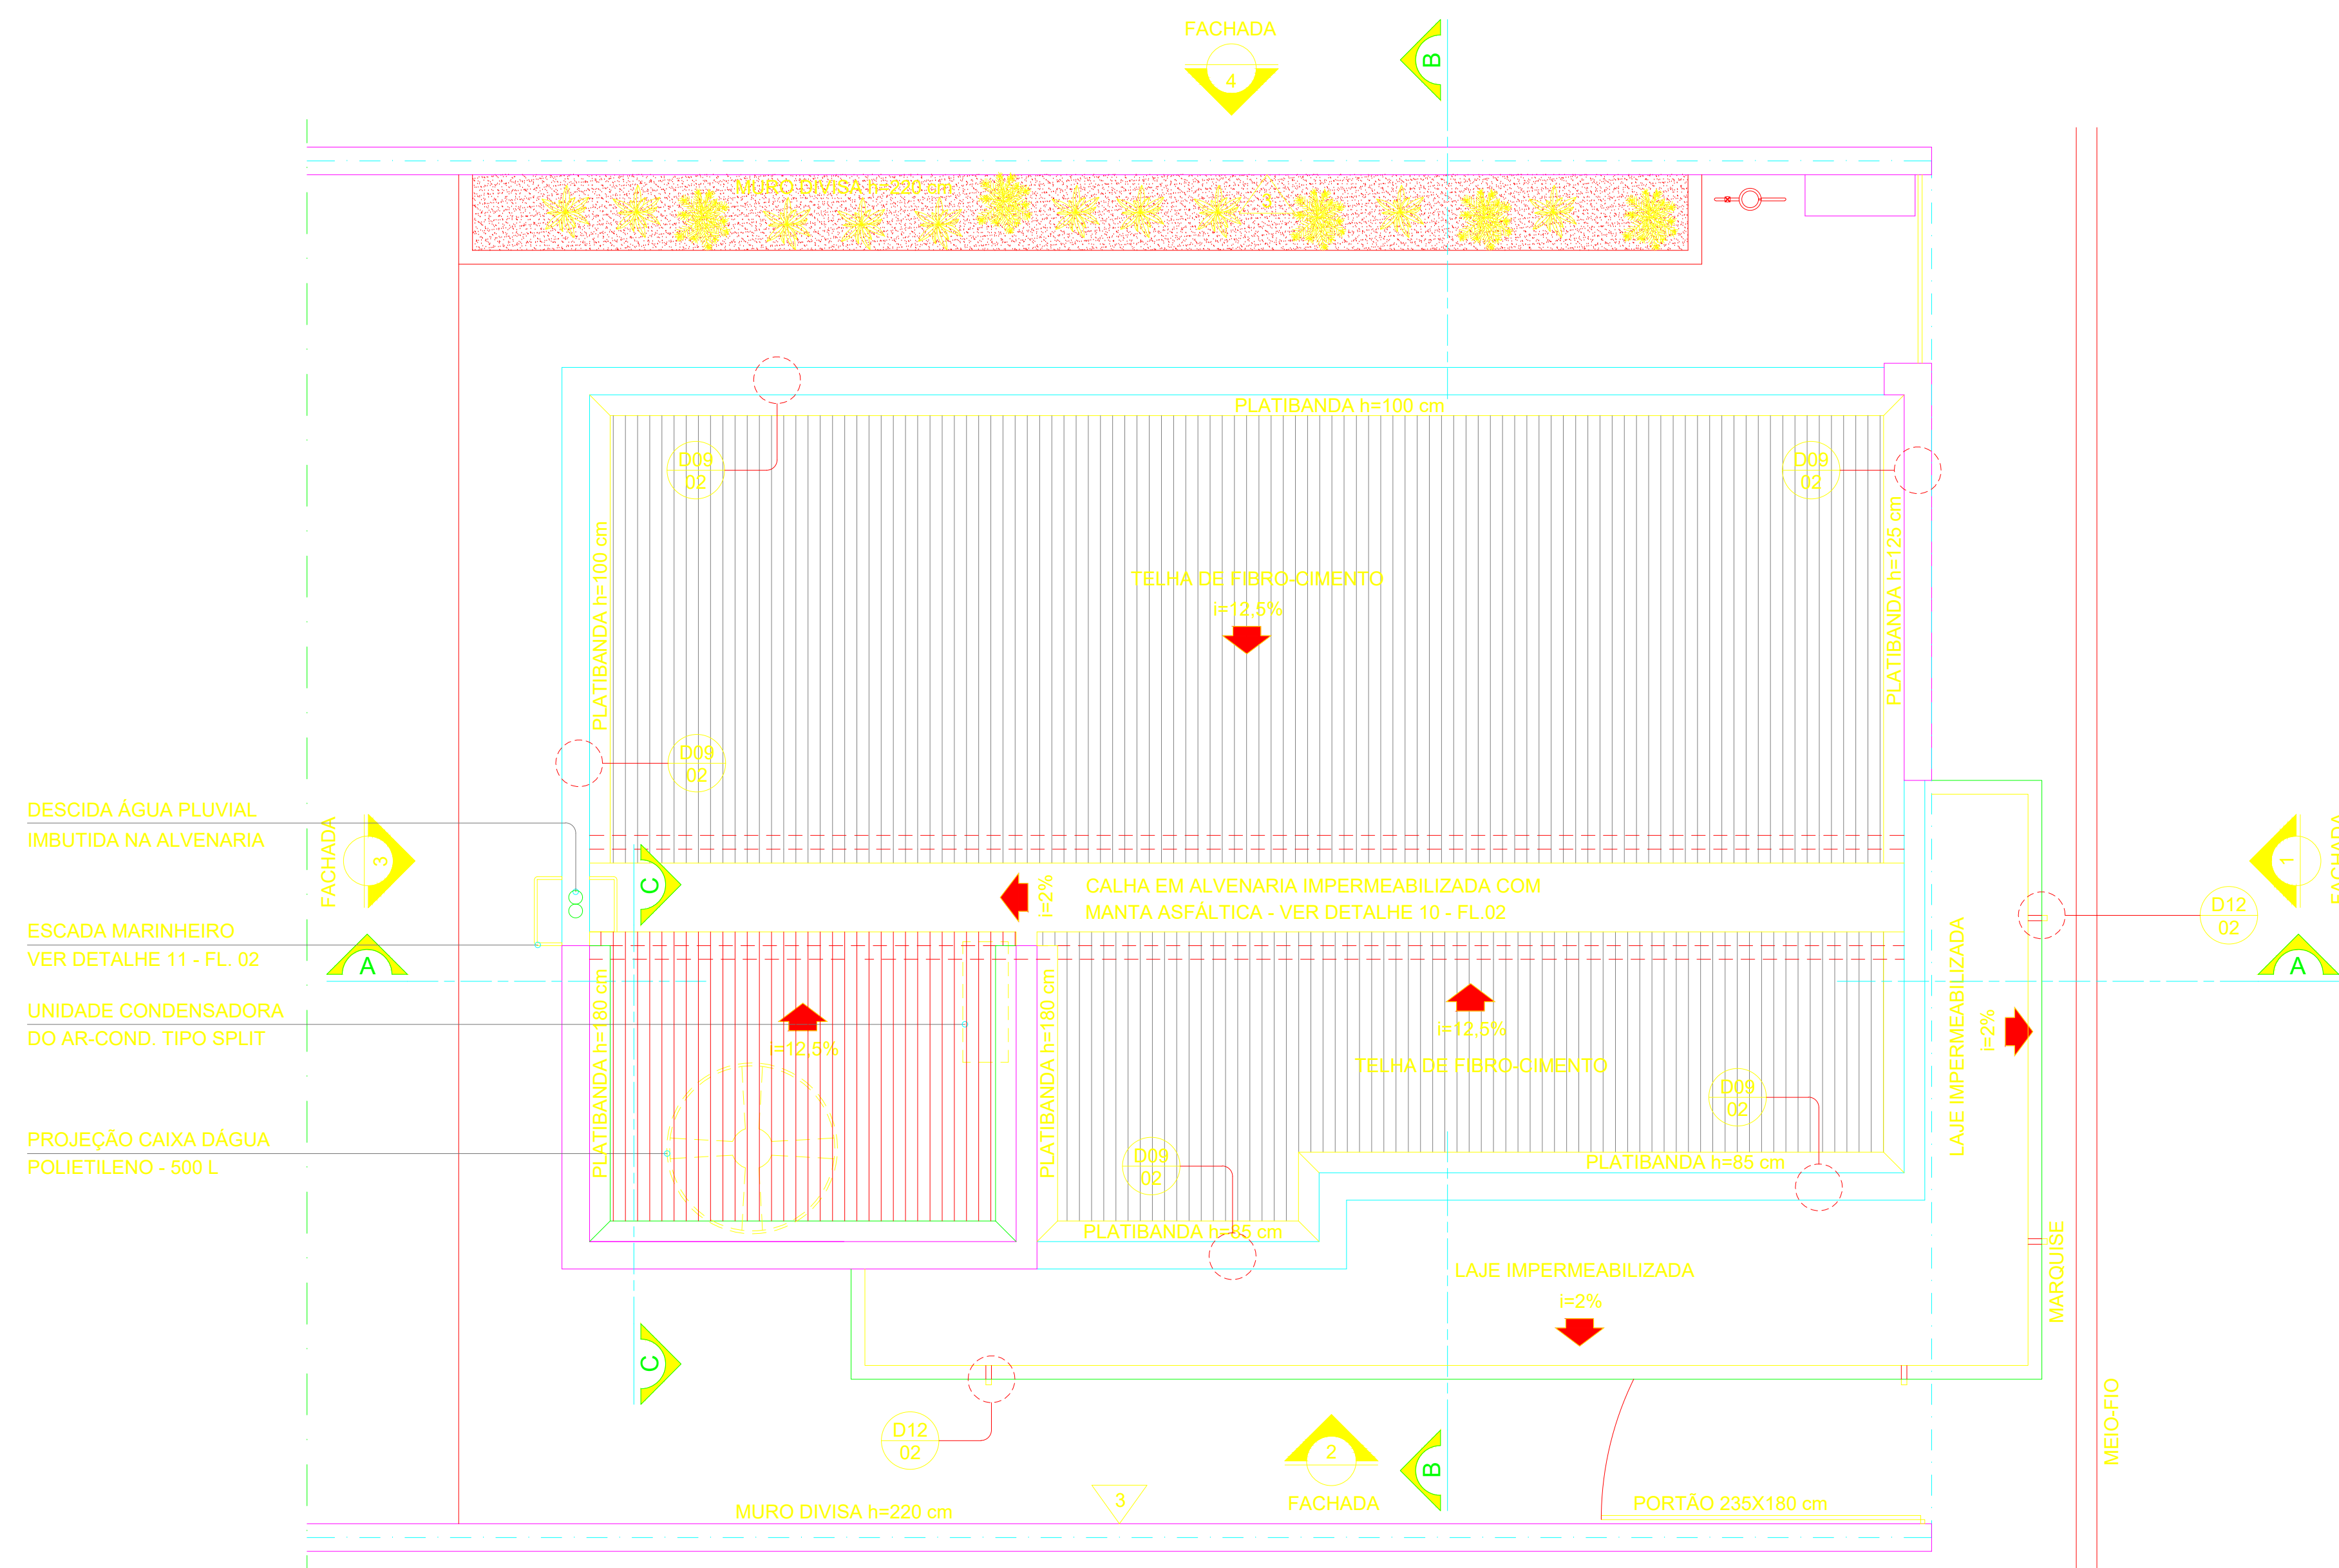 FACHADA
4
B
MURO DIVISA h=220 cm
3
PLATIBANDA h=100 cm
D09
02
D09
02
PLATIBANDA h=100 cm
PLATIBANDA h=125 cm
TELHA DE FIBRO-CIMENTO
i=12,5%
D09
02
DESCIDA ÁGUA PLUVIAL
IMBUTIDA NA ALVENARIA
FACHADA
3
C
i=2%
CALHA EM ALVENARIA IMPERMEABILIZADA COM
MANTA ASFÁLTICA - VER DETALHE 10 - FL.02
1
FACHADA
D12
02
ESCADA MARINHEIRO
VER DETALHE 11 - FL. 02
A
A
UNIDADE CONDENSADORA
DO AR-COND. TIPO SPLIT
PLATIBANDA h=180 cm
i=12,5%
PLATIBANDA h=180 cm
i=12,5%
TELHA DE FIBRO-CIMENTO
LAJE IMPERMEABILIZADA
i=2%
D09
02
PROJEÇÃO CAIXA DÁGUA
POLIETILENO - 500 L
D09
02
PLATIBANDA h=85 cm
PLATIBANDA h=85 cm
LAJE IMPERMEABILIZADA
i=2%
MARQUISE
C
D12
02
2
FACHADA
B
MEIO-FIO
3
MURO DIVISA h=220 cm
PORTÃO 235X180 cm